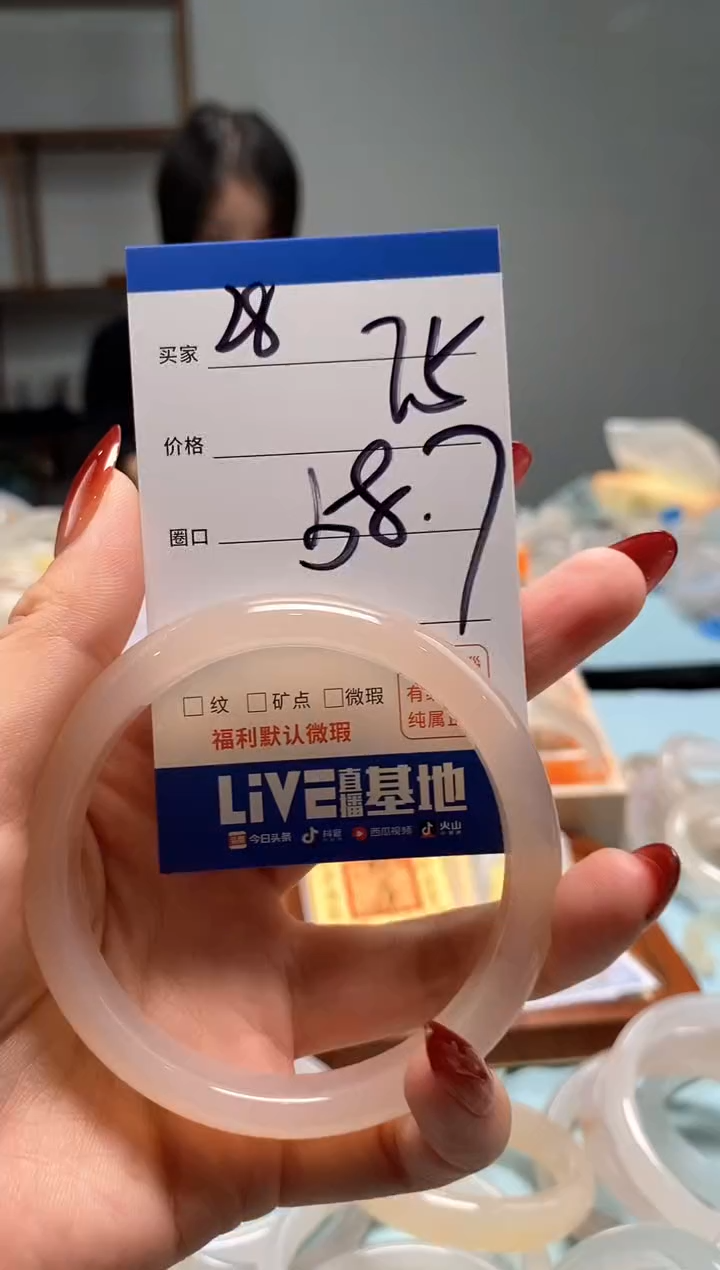 买家 28
75
价格
58.7
圈口
□纹 □矿点 □微瑕
福利默认微瑕
有
纯属
LiVE直播基地
今日头条 抖音 西瓜视频 火山